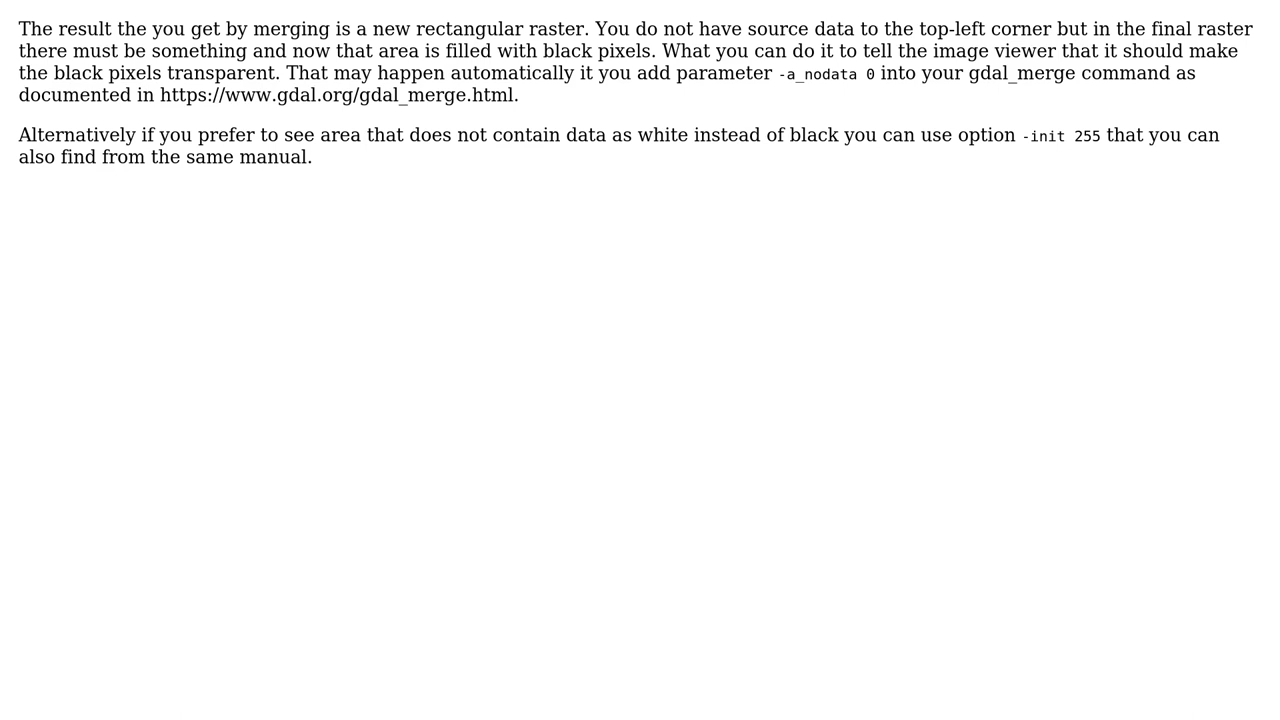 The result the you get by merging is a new rectangular raster. You do not have source data to the top-left corner but in the final raster
there must be something and now that area is filled with black pixels. What you can do it to tell the image viewer that it should make
the black pixels transparent. That may happen automatically it you add parameter -a_nodata 0 into your gdal_merge command as
documented in https://www.gdal.org/gdal_merge.html.
Alternatively if you prefer to see area that does not contain data as white instead of black you can use option -init 255 that you can
also find from the same manual.